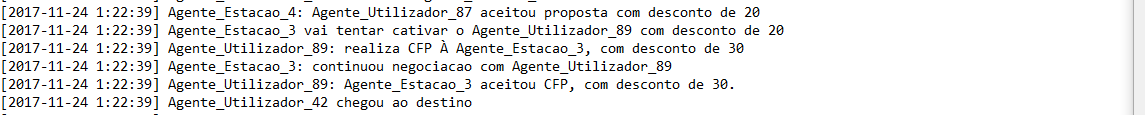 [2017-11-24 1:22:39] Agente_Estacao_4: Agente_Utilizador_87 aceitou proposta com desconto de 20
[2017-11-24 1:22:39] Agente_Estacao_3 vai tentar cativar o Agente_Utilizador_89 com desconto de 20
[2017-11-24 1:22:39] Agente_Utilizador_89: realiza CFP À Agente_Estacao_3, com desconto de 30
[2017-11-24 1:22:39] Agente_Estacao_3: continuou negociacao com Agente_Utilizador_89
[2017-11-24 1:22:39] Agente_Utilizador_89: Agente_Estacao_3 aceitou CFP, com desconto de 30.
[2017-11-24 1:22:39] Agente_Utilizador_42 chegou ao destino